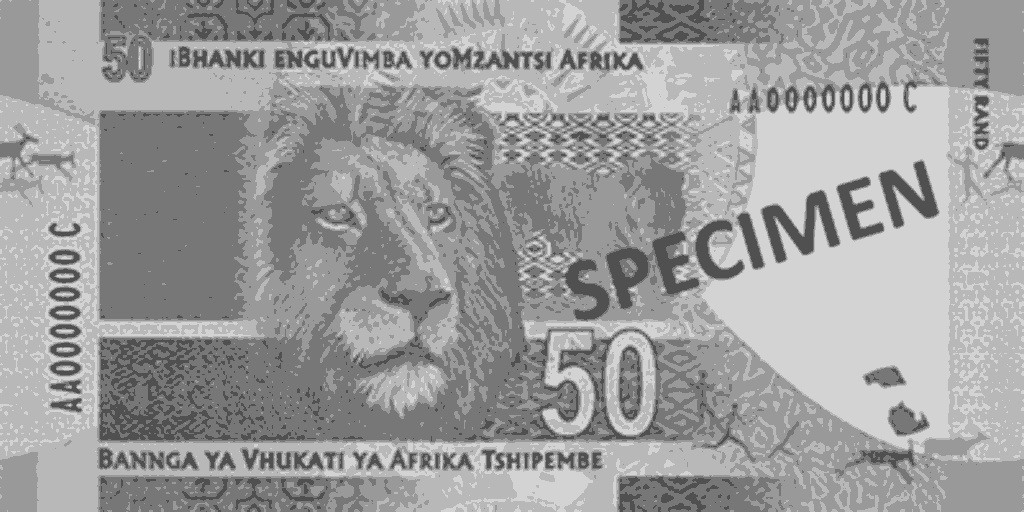 50 iBHANKI ENGUVIMBA YOMZANTSI AFRIKA
FIFTY RAND
AA0000000 C
SPECIMEN
AA0000000 C
50
BANNGA YA VHUKATI YA AFRIKA TSHIPEMBE